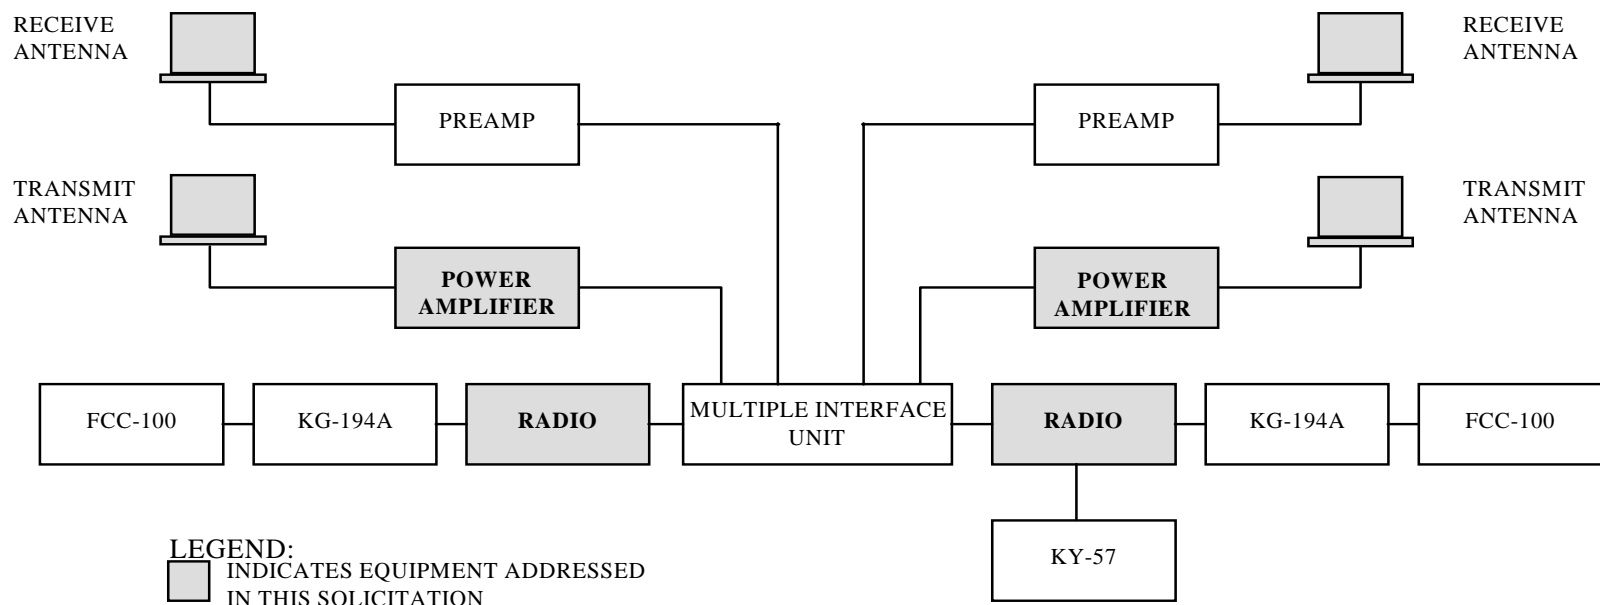 RECEIVE
ANTENNA
RECEIVE
ANTENNA
PREAMP
PREAMP
TRANSMIT
ANTENNA
TRANSMIT
ANTENNA
POWER
AMPLIFIER
POWER
AMPLIFIER
FCC-100
KG-194A
RADIO
MULTIPLE INTERFACE
UNIT
RADIO
KG-194A
FCC-100
KY-57
LEGEND:
INDICATES EQUIPMENT ADDRESSED
IN THIS SOLICITATION